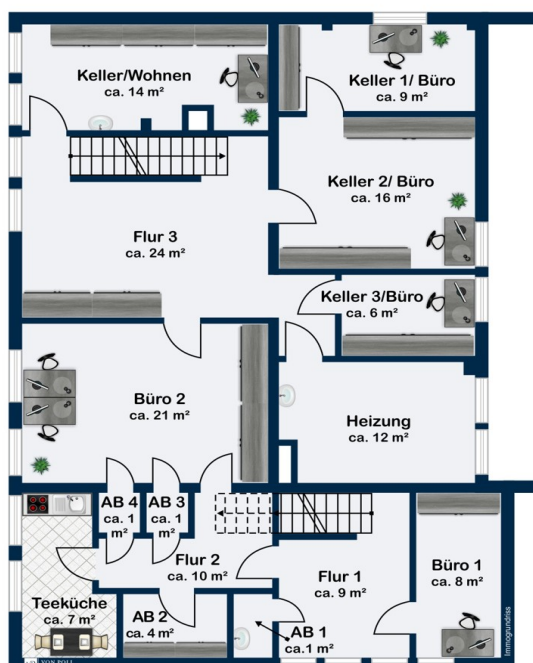 Keller/Wohnen
ca. 14 m²
Keller 1/ Büro
ca. 9 m²
Keller 2/ Büro
ca. 16 m²
Flur 3
ca. 24 m²
Keller 3/Büro
ca. 6 m²
Büro 2
ca. 21 m²
Heizung
ca. 12 m²
AB 4
ca. 1
m²
AB 3
ca. 1
m²
Flur 2
ca. 10 m²
Flur 1
ca. 9 m²
Büro 1
ca. 8 m²
Teeküche
ca. 7 m²
AB 2
ca. 4 m²
AB 1
ca.1 m²
Immogrundriss
VON POLL